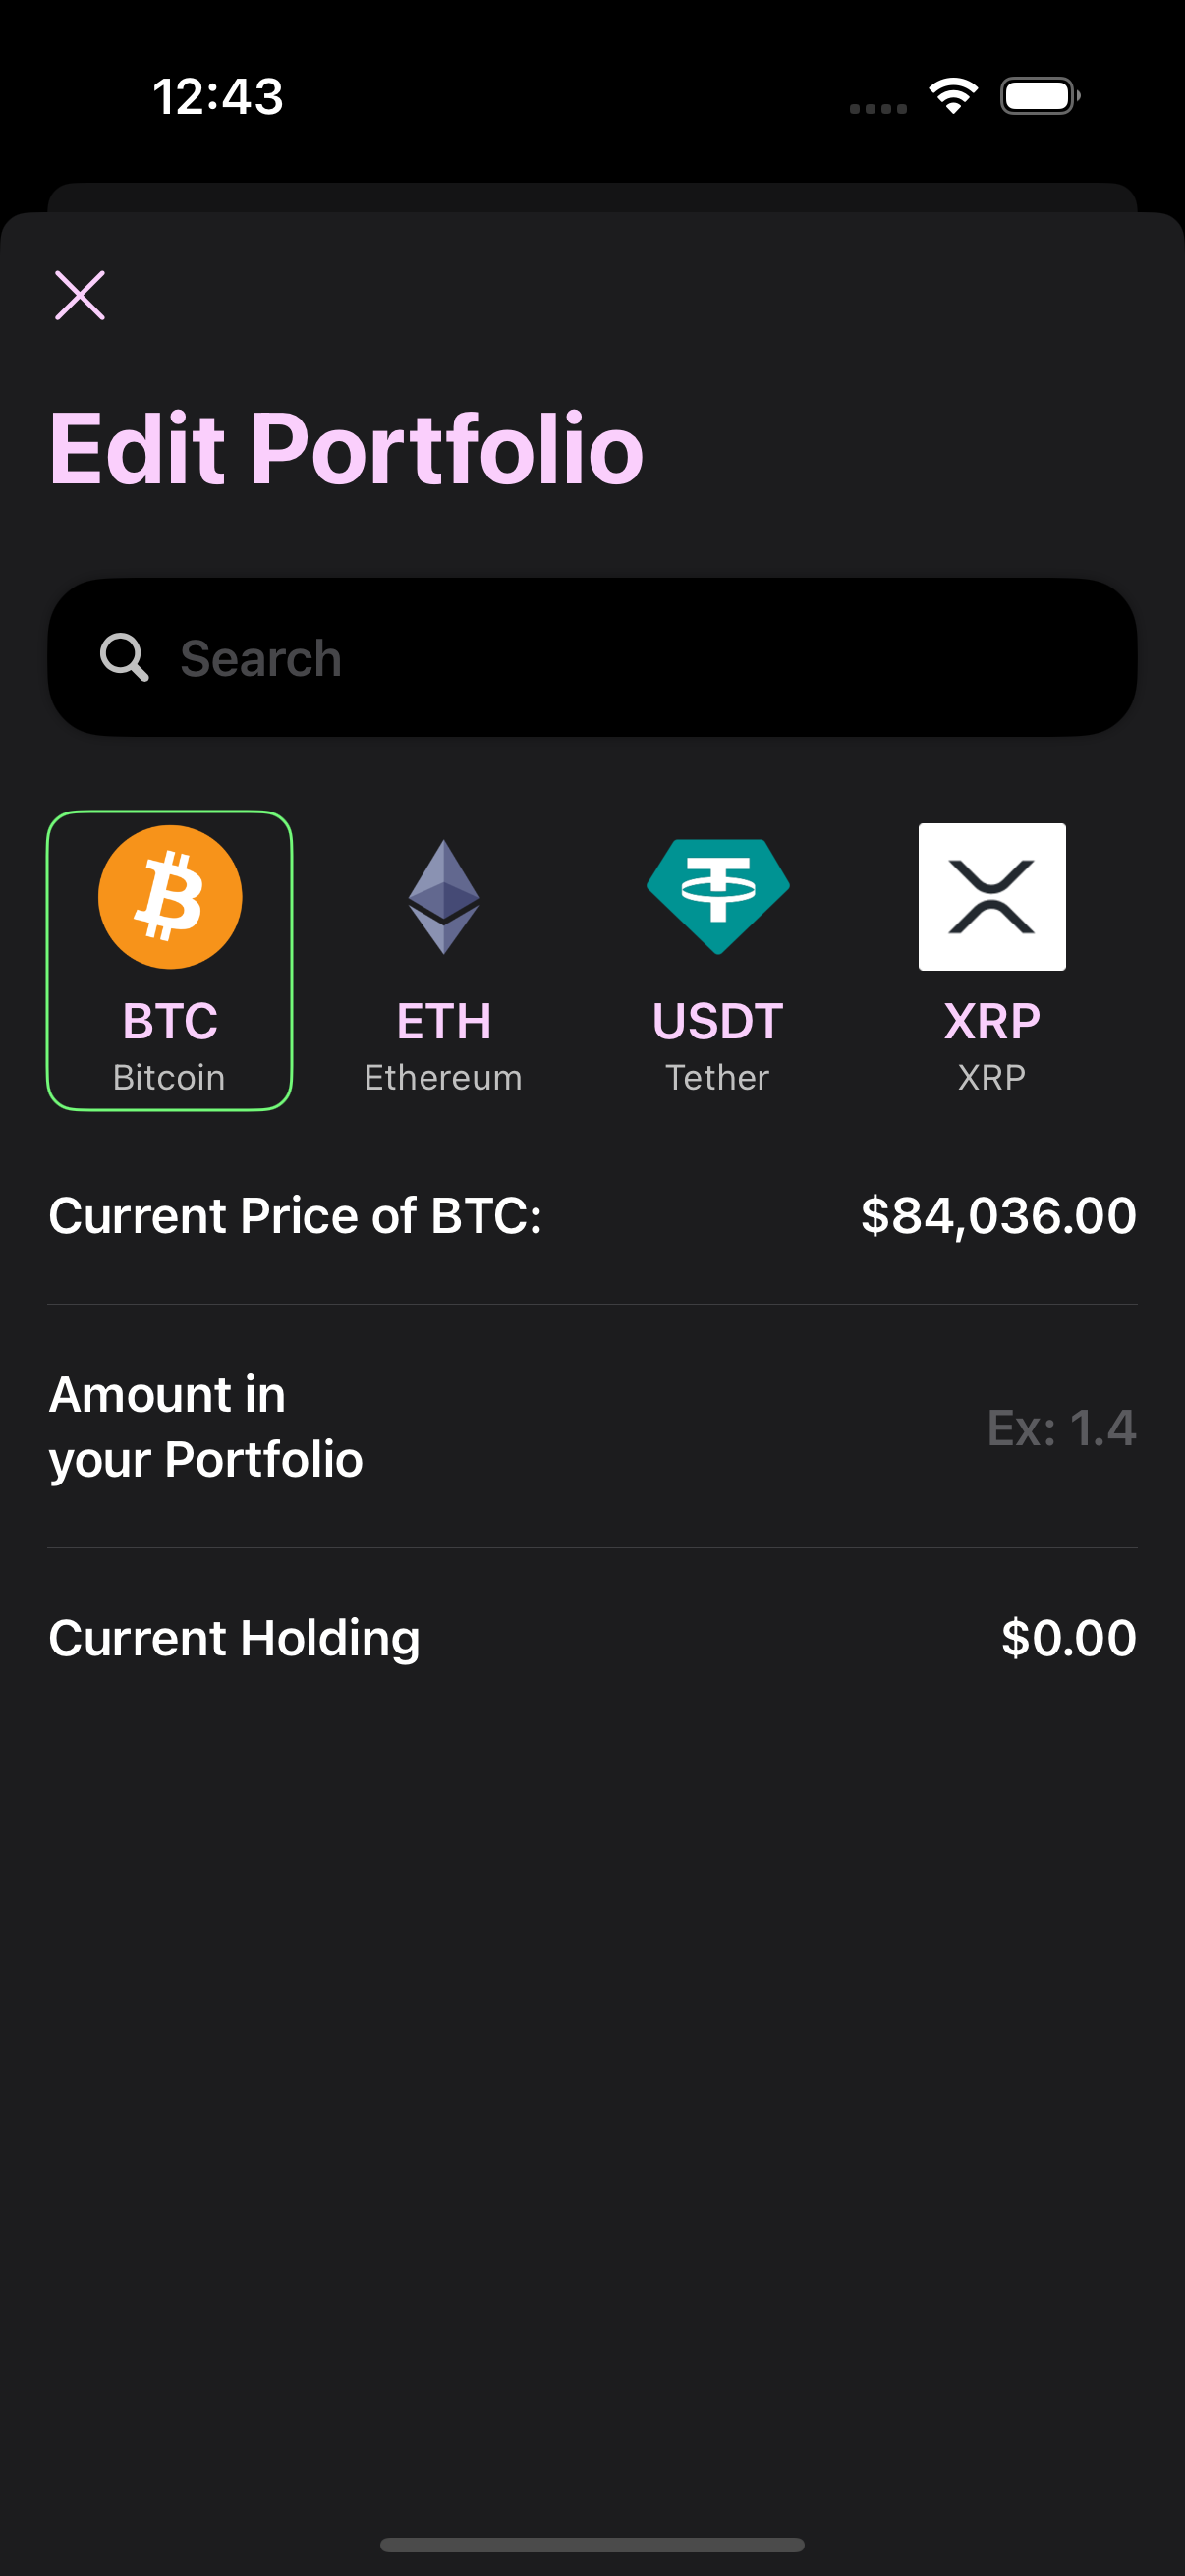 12:43
Edit Portfolio
Search
BTC
Bitcoin
ETH
Ethereum
USDT
Tether
XRP
XRP
Current Price of BTC: $84,036.00
Amount in
your Portfolio
Ex: 1.4
Current Holding $0.00